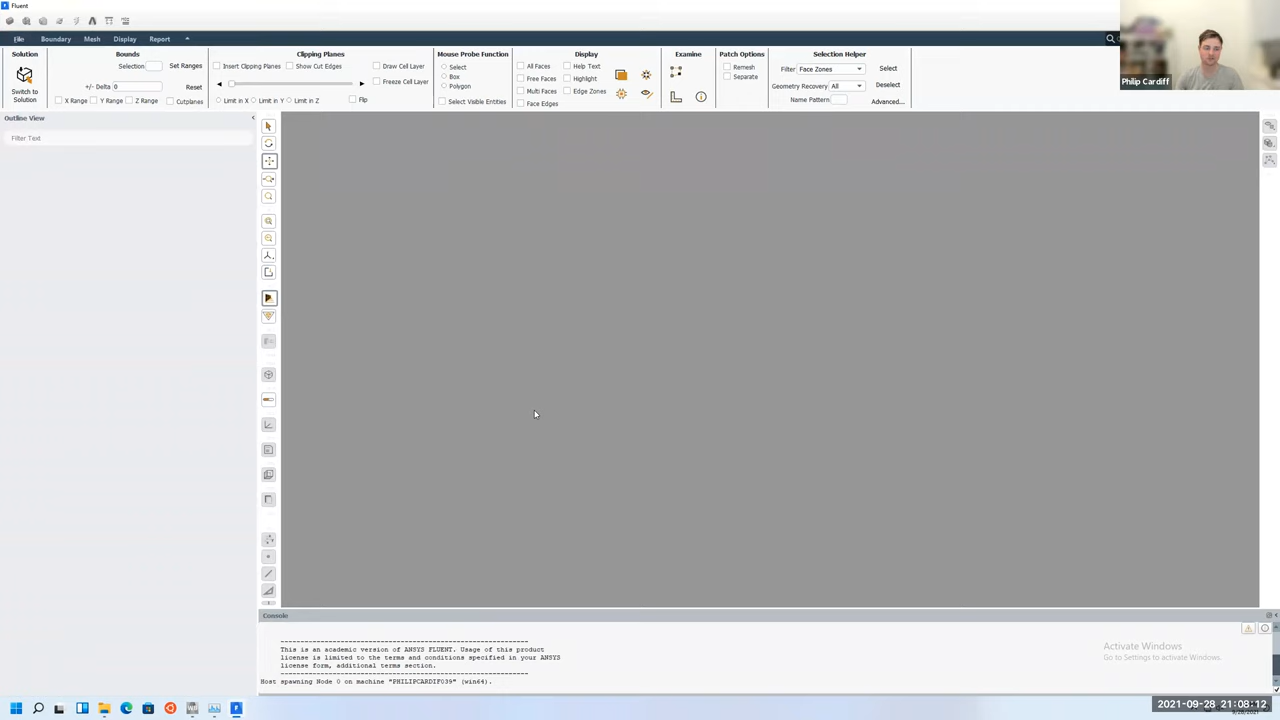 Fluent
File Boundary Mesh Display Report
Solution
Switch to
Solution
Bounds
Selection
Set Ranges
+/- Delta 0
Reset
X Range Y Range Z Range Cutplanes
Clipping Planes
Insert Clipping Planes Show Cut Edges Draw Cell Layer
Freeze Cell Layer
Limit in X Limit in Y Limit in Z Flip
Mouse Probe Function
Select
Box
Polygon
Select Visible Entities
Display
All Faces Help Text
Free Faces Highlight
Multi Faces Edge Zones
Face Edges
Examine
Patch Options
Remesh
Separate
Selection Helper
Filter Face Zones Select
Geometry Recovery All Deselect
Name Pattern Advanced...
Philip Cardiff
Outline View
Filter Text
Console
------------------------------------------------------
This is an academic version of ANSYS FLUENT. Usage of this product
license is limited to the terms and conditions specified in your ANSYS
license form, additional terms section.
------------------------------------------------------
Host spawning Node 0 on machine "PHILIPCARDIF039" (win64).
Activate Windows
Go to Settings to activate Windows.
2021-09-28 21:08:12